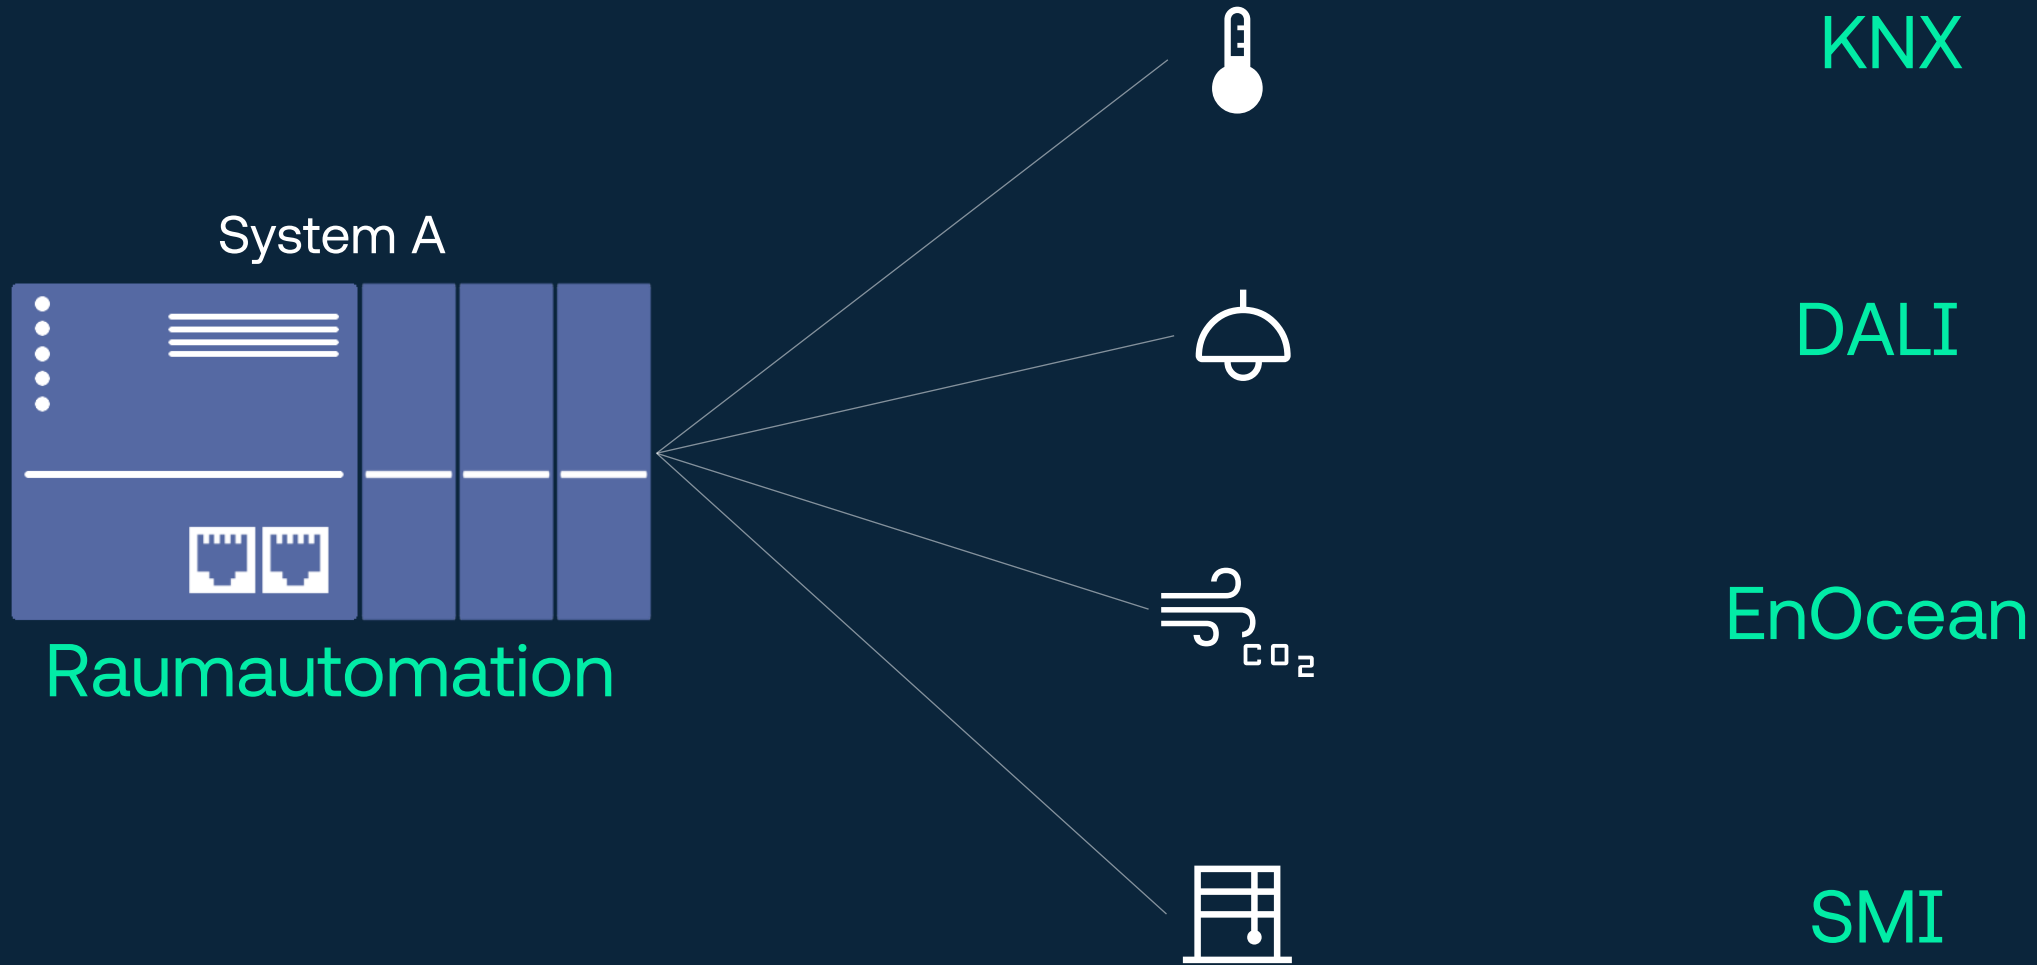 KNX
System A
DALI
EnOcean
CO₂
Raumautomation
SMI